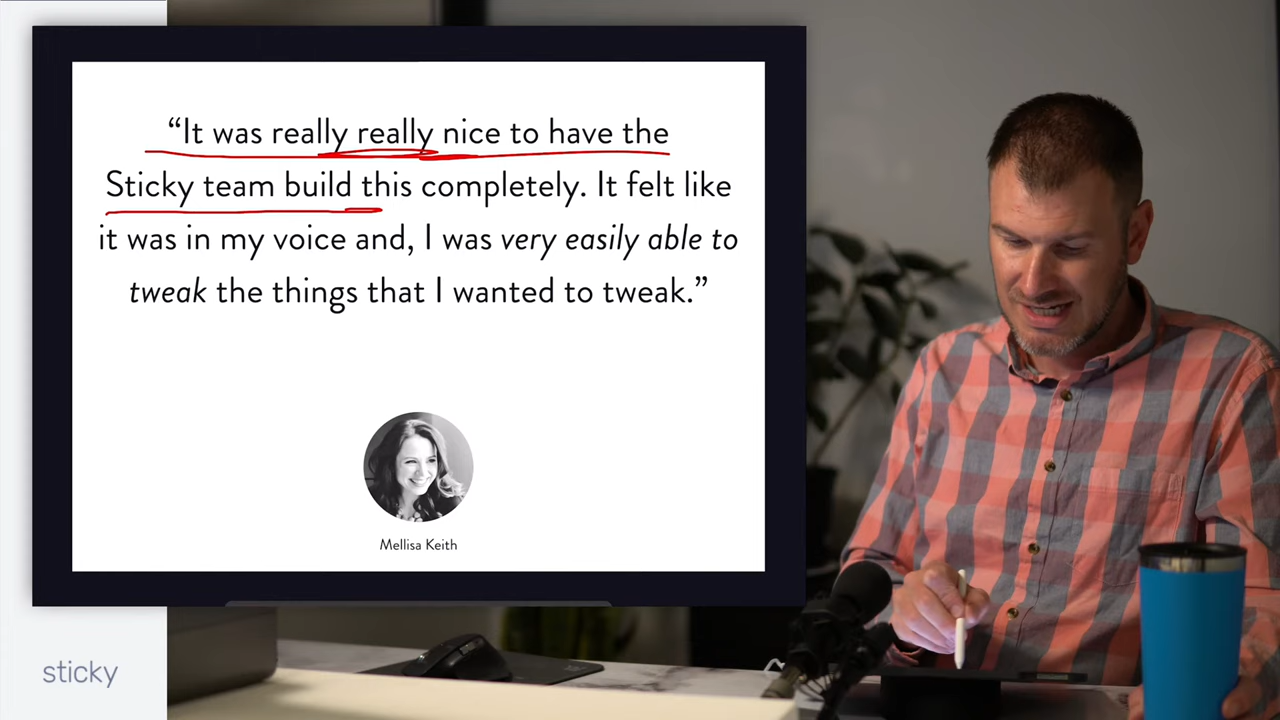 “It was really really nice to have the
Sticky team build this completely. It felt like
it was in my voice and, I was very easily able to
tweak the things that I wanted to tweak.”
Mellisa Keith
sticky